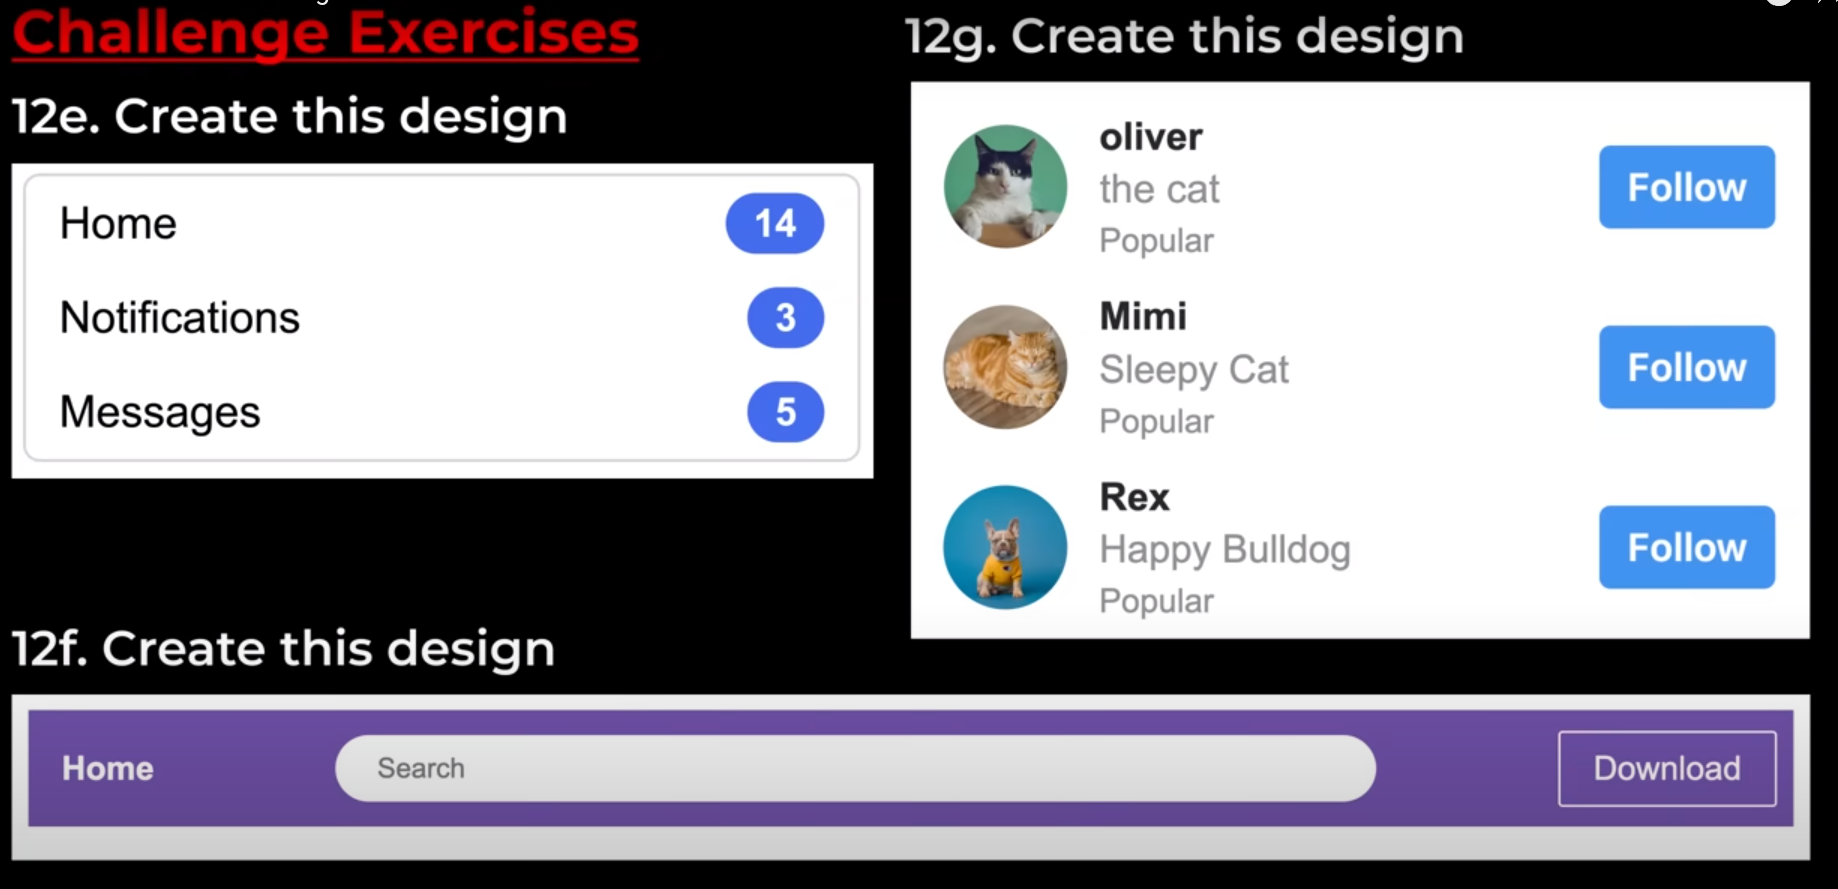 Challenge Exercises
12e. Create this design
Home 14
Notifications 3
Messages 5
12f. Create this design
Home Search Download
12g. Create this design
oliver
the cat
Popular
Follow
Mimi
Sleepy Cat
Popular
Follow
Rex
Happy Bulldog
Popular
Follow